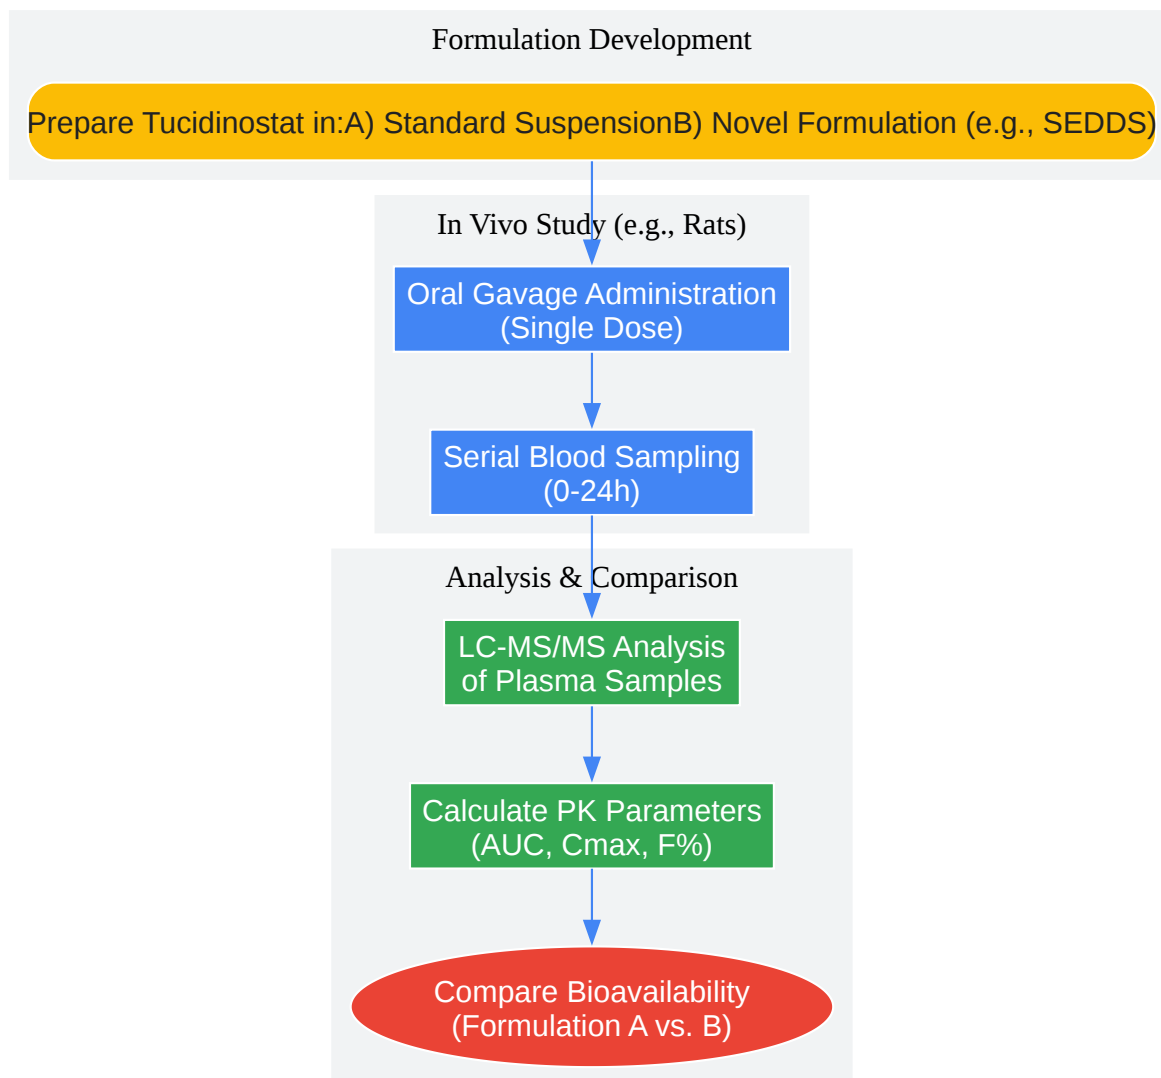 Formulation Development
Prepare Tucidinostat in:A) Standard SuspensionB) Novel Formulation (e.g., SEDDS)
In Vivo Study (e.g., Rats)
Oral Gavage Administration
(Single Dose)
Serial Blood Sampling
(0-24h)
Analysis & Comparison
LC-MS/MS Analysis
of Plasma Samples
Calculate PK Parameters
(AUC, Cmax, F%)
Compare Bioavailability
(Formulation A vs. B)